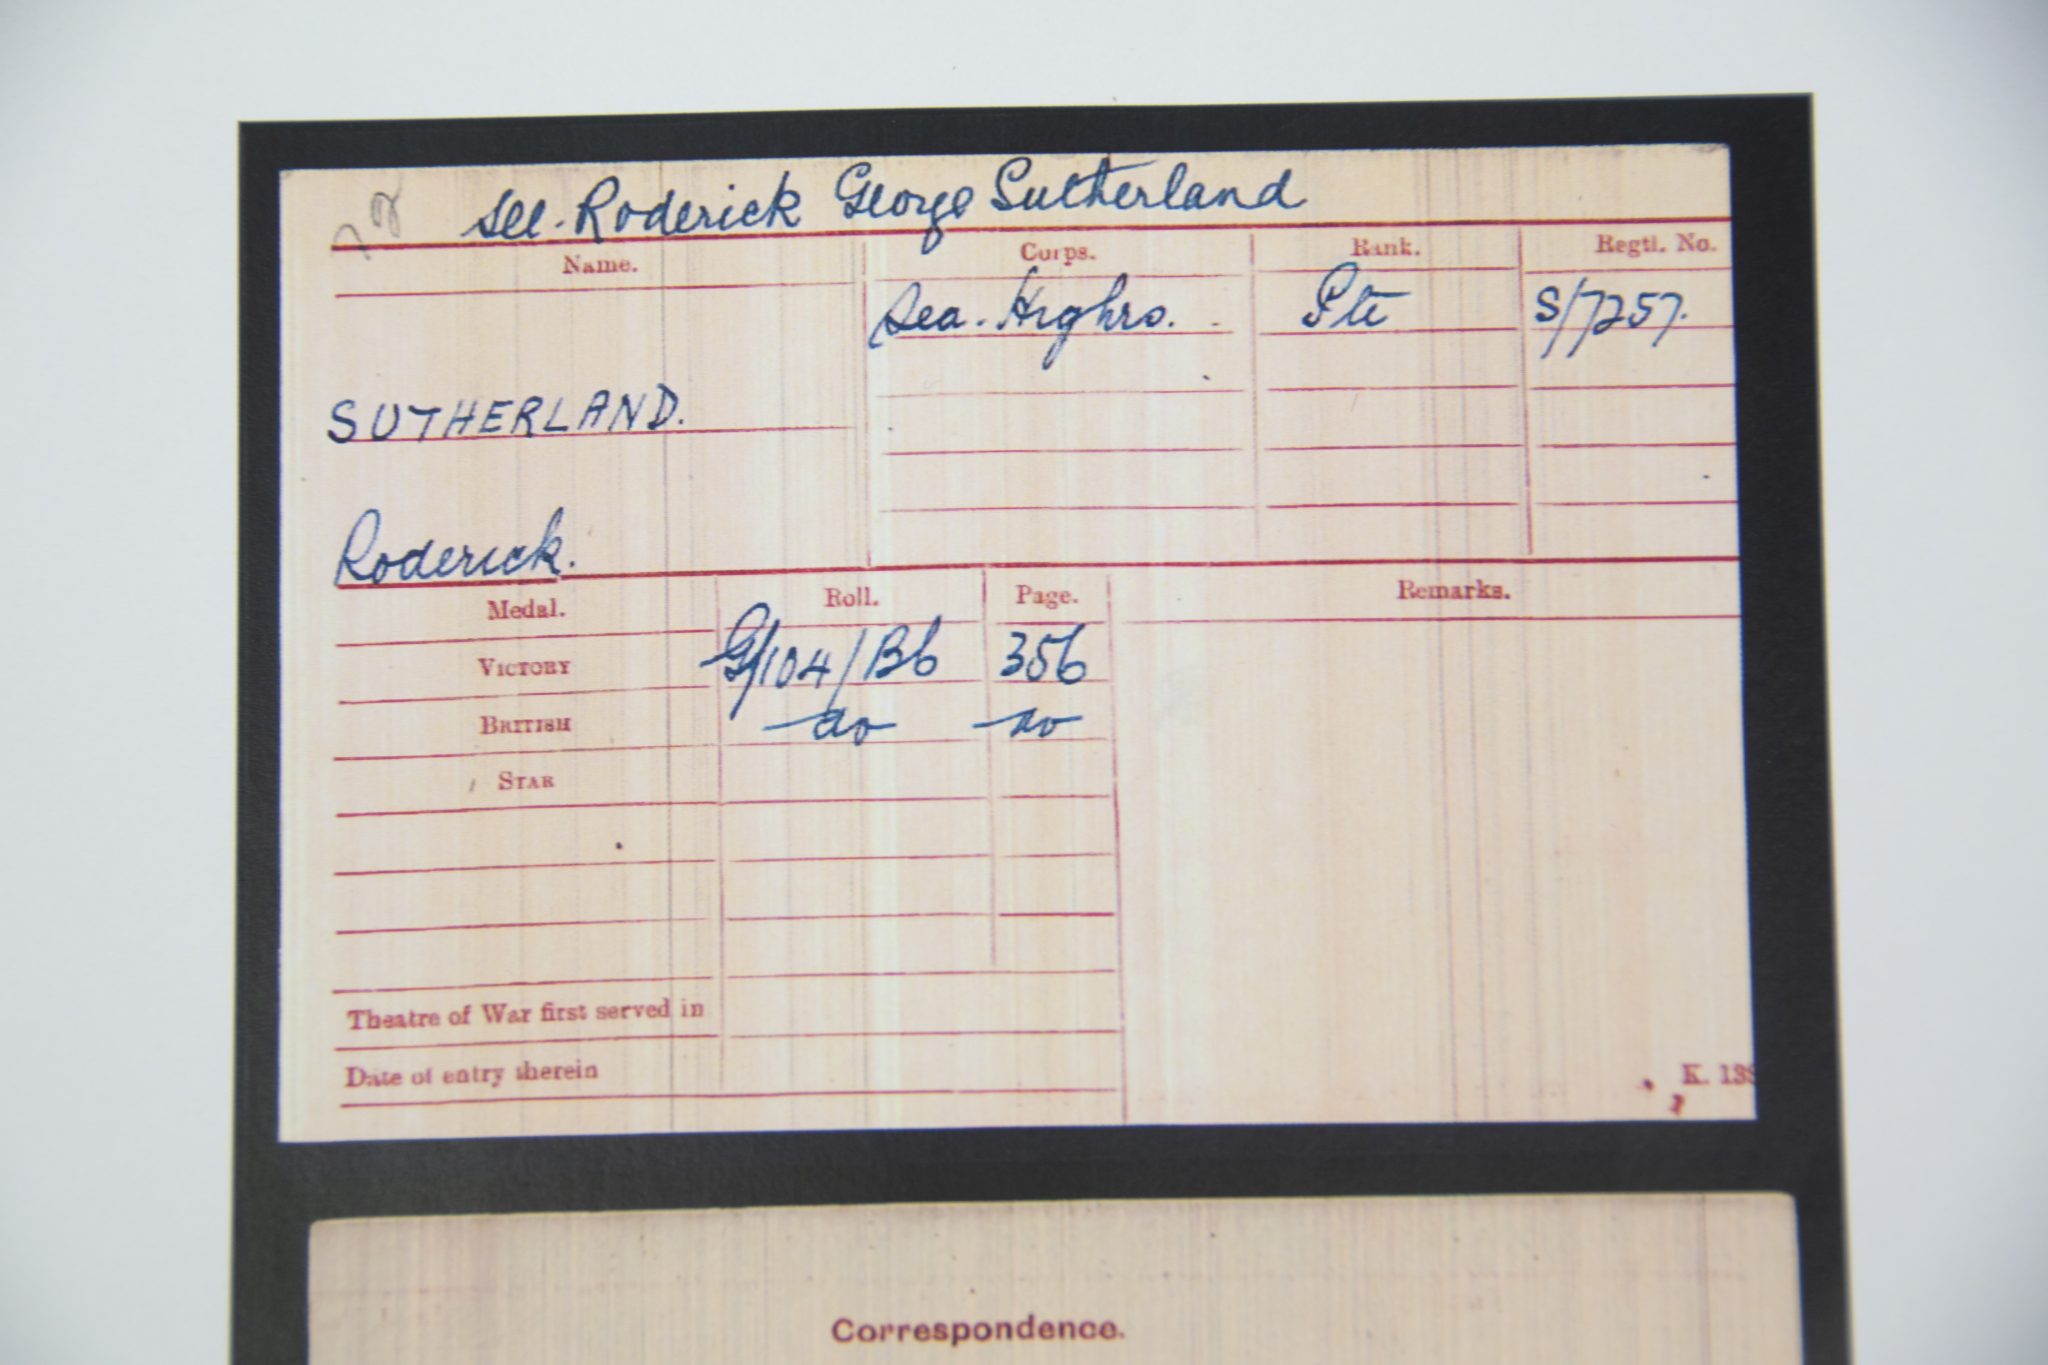 See. Roderick George Sutherland
Name. Corps. Rank. Regtl. No.
Sea. Highrs. Pte S/7257.
SUTHERLAND.
Roderick.
Medal. Roll. Page. Remarks.
VICTORY G/104/B6 356
BRITISH do do
STAR
Theatre of War first served in
Date of entry therein
K. 138
Correspondence.